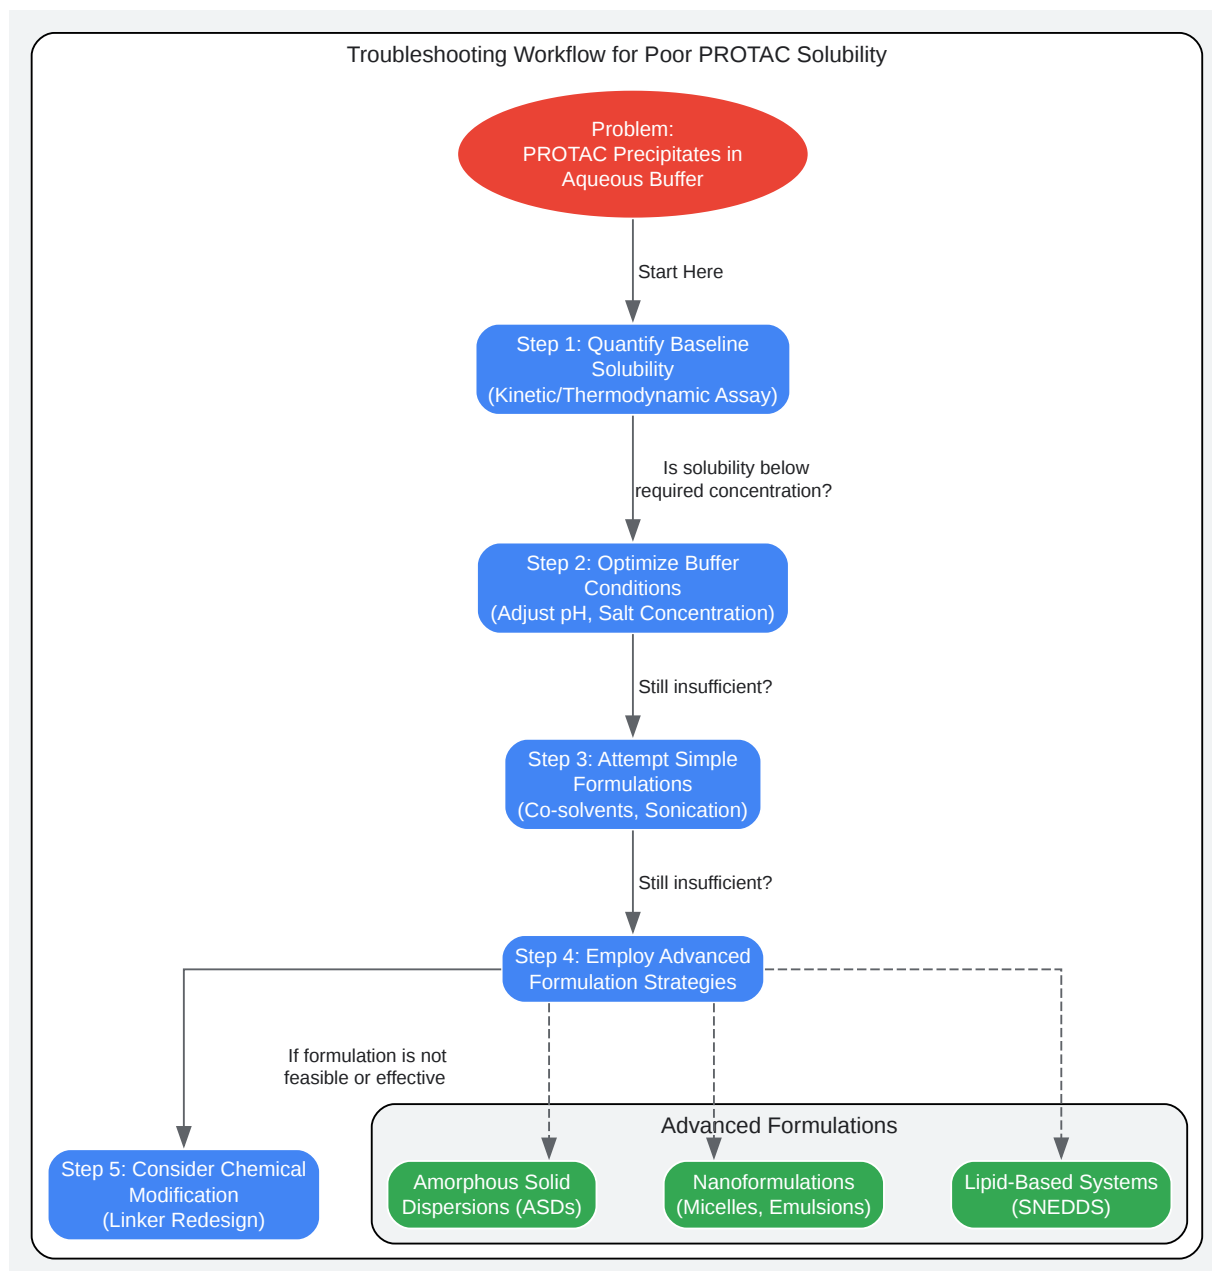 Troubleshooting Workflow for Poor PROTAC Solubility
Problem:
PROTAC Precipitates in
Aqueous Buffer
Start Here
Step 1: Quantify Baseline
Solubility
(Kinetic/Thermodynamic Assay)
Is solubility below
required concentration?
Step 2: Optimize Buffer
Conditions
(Adjust pH, Salt Concentration)
Still insufficient?
Step 3: Attempt Simple
Formulations
(Co-solvents, Sonication)
Still insufficient?
Step 4: Employ Advanced
Formulation Strategies
If formulation is not
feasible or effective
Step 5: Consider Chemical
Modification
(Linker Redesign)
Advanced Formulations
Amorphous Solid
Dispersions (ASDs)
Nanoformulations
(Micelles, Emulsions)
Lipid-Based Systems
(SNEDDS)